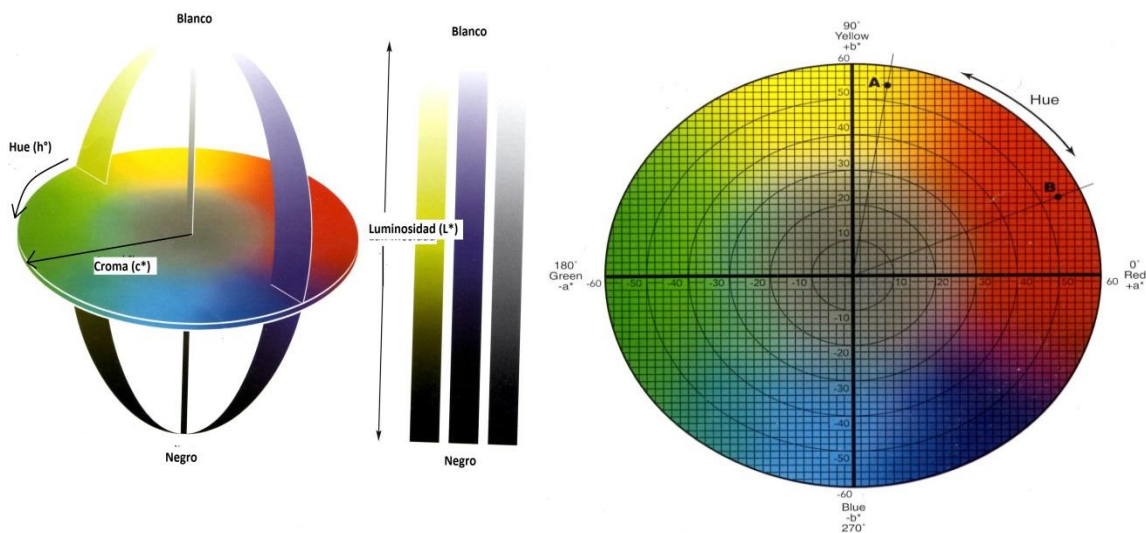 Blanco
Hue (h°)
Croma (c*)
Negro
Blanco
Luminosidad (L*)
Negro
90°
Yellow
+b*
60
50
40
30
20
10
A
Hue
B
180°
Green
-a*
-60
-50
-40
-30
-20
-10
10
20
30
40
50
60
0°
Red
+a*
-10
-20
-30
-40
-50
-60
Blue
-b*
270°